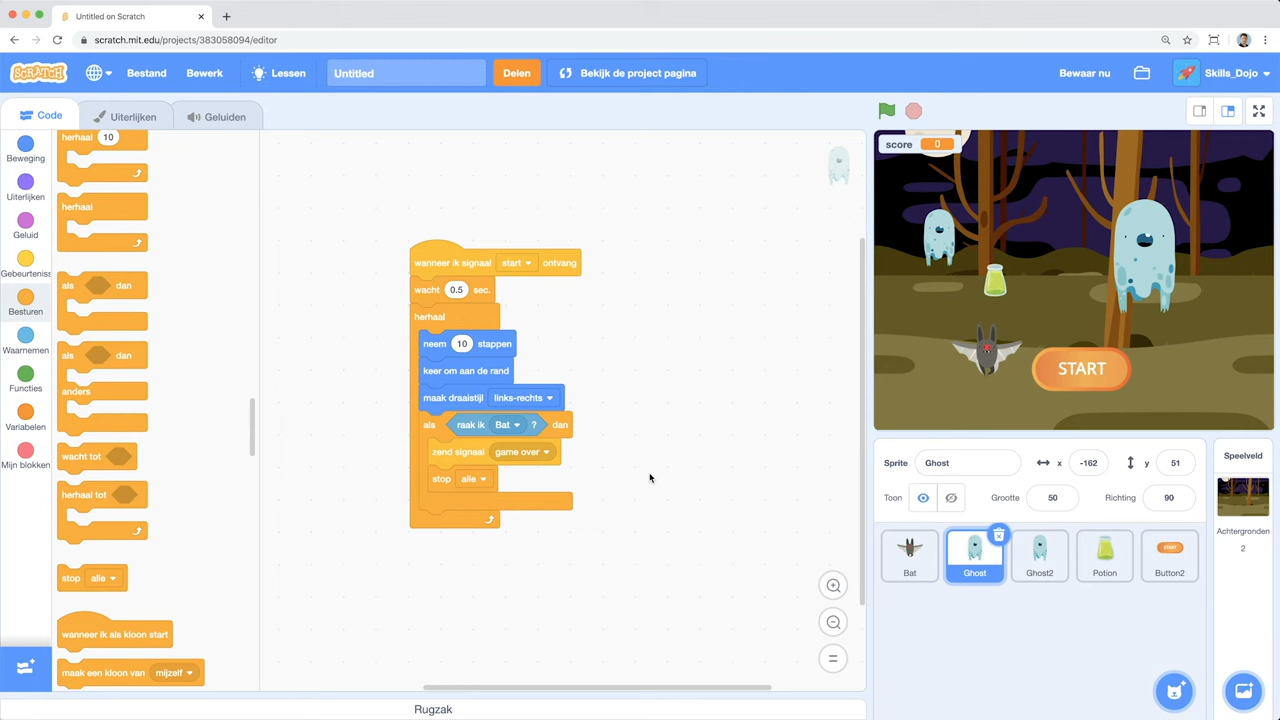 Untitled on Scratch
scratch.mit.edu/projects/383058094/editor
SCRATCH
Bestand
Bewerk
Lessen
Untitled
Delen
Bekijk de project pagina
Bewaar nu
Skills_Dojo
Code
Uiterlijken
Geluiden
Beweging
Uiterlijken
Geluid
Gebeurteniss
Besturen
Waarnemen
Functies
Variabelen
Mijn blokken
herhaal 10
herhaal
als dan
als dan
anders
wacht tot
herhaal tot
stop alle
wanneer ik als kloon start
maak een kloon van mijzelf
wanneer ik signaal start ontvang
wacht 0.5 sec.
herhaal
neem 10 stappen
keer om aan de rand
maak draaistijl links-rechts
als raak ik Bat ? dan
zend signaal game over
stop alle
Rugzak
score 0
START
Sprite Ghost x -162 y 51
Toon Grootte 50 Richting 90
Bat
Ghost
Ghost2
Potion
START
Button2
Speelveld
Achtergronden
2